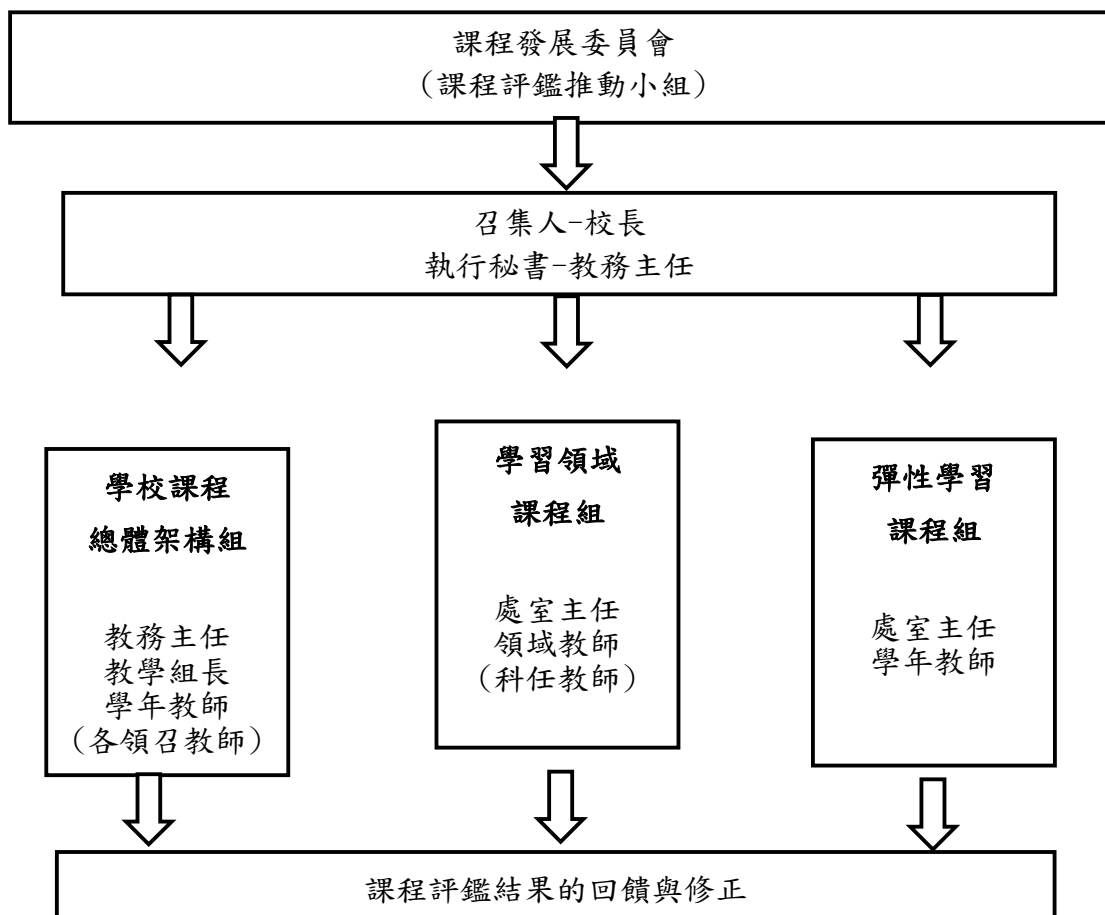 課程發展委員會
（課程評鑑推動小組）
召集人-校長
執行秘書-教務主任
學校課程
總體架構組
教務主任
教學組長
學年教師
（各領召教師）
學習領域
課程組
處室主任
領域教師
（科任教師）
彈性學習
課程組
處室主任
學年教師
課程評鑑結果的回饋與修正